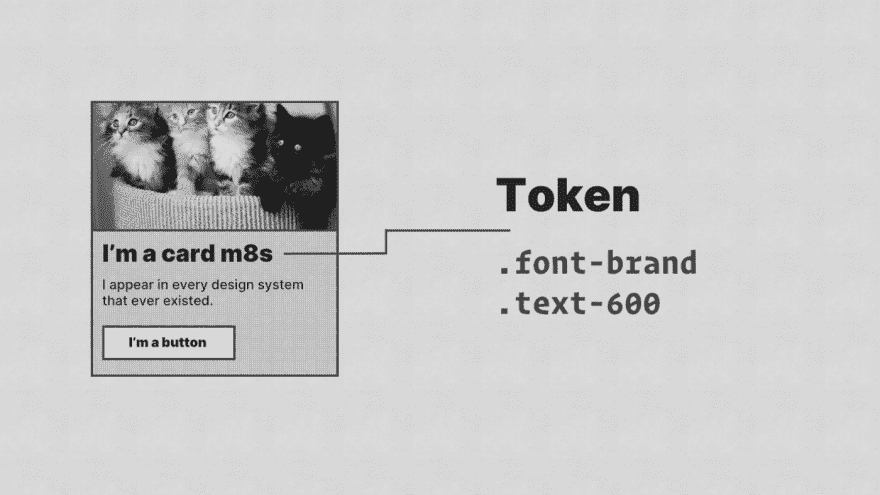 I'm a card m8s
I appear in every design system
that ever existed.
I'm a button
Token
.font-brand
.text-600